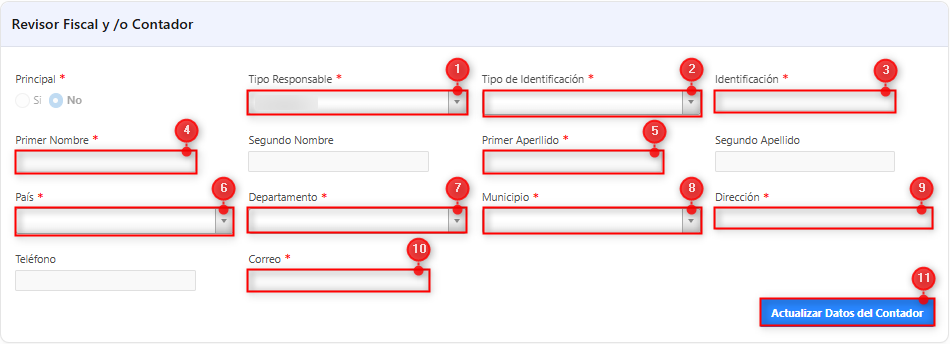 Revisor Fiscal y /o Contador
1 2 3
Principal * Tipo Responsable * Tipo de Identificación * Identificación *
Si No
4 5
Primer Nombre * Segundo Nombre Primer Aperllido * Segundo Apellido
6 7 8 9
País * Departamento * Municipio * Dirección *
10
Teléfono Correo *
11
Actualizar Datos del Contador